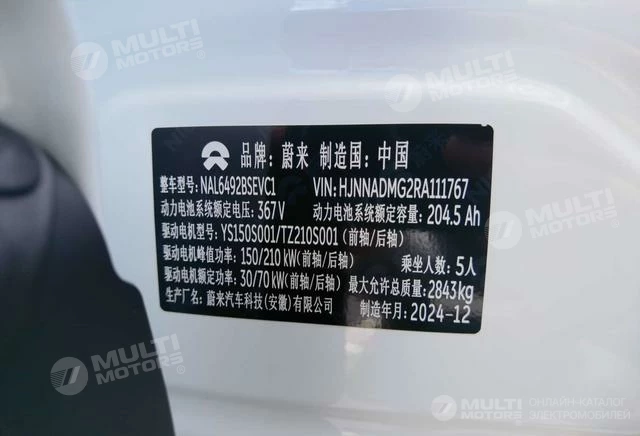 MULTI MOTORS
MULTI MOTORS
品牌: 蔚来 制造国: 中国
整车型号: NAL6492BSEVC1 VIN: HJNNADMG2RA111767
动力电池系统额定电压: 367V 动力电池系统额定容量: 204.5 Ah
驱动电机型号: YS150S001/TZ210S001 (前轴/后轴)
驱动电机峰值功率: 150/210 kW(前轴/后轴) 乘坐人数: 5人
驱动电机额定功率: 30/70 kW(前轴/后轴) 最大允许总质量: 2843kg
生产厂名: 蔚来汽车科技(安徽)有限公司 制造年月: 2024-12
MULTI MOTORS
MULTI MOTORS ОНЛАЙН-КАТАЛОГ ЭЛЕКТРОМОБИЛЕЙ